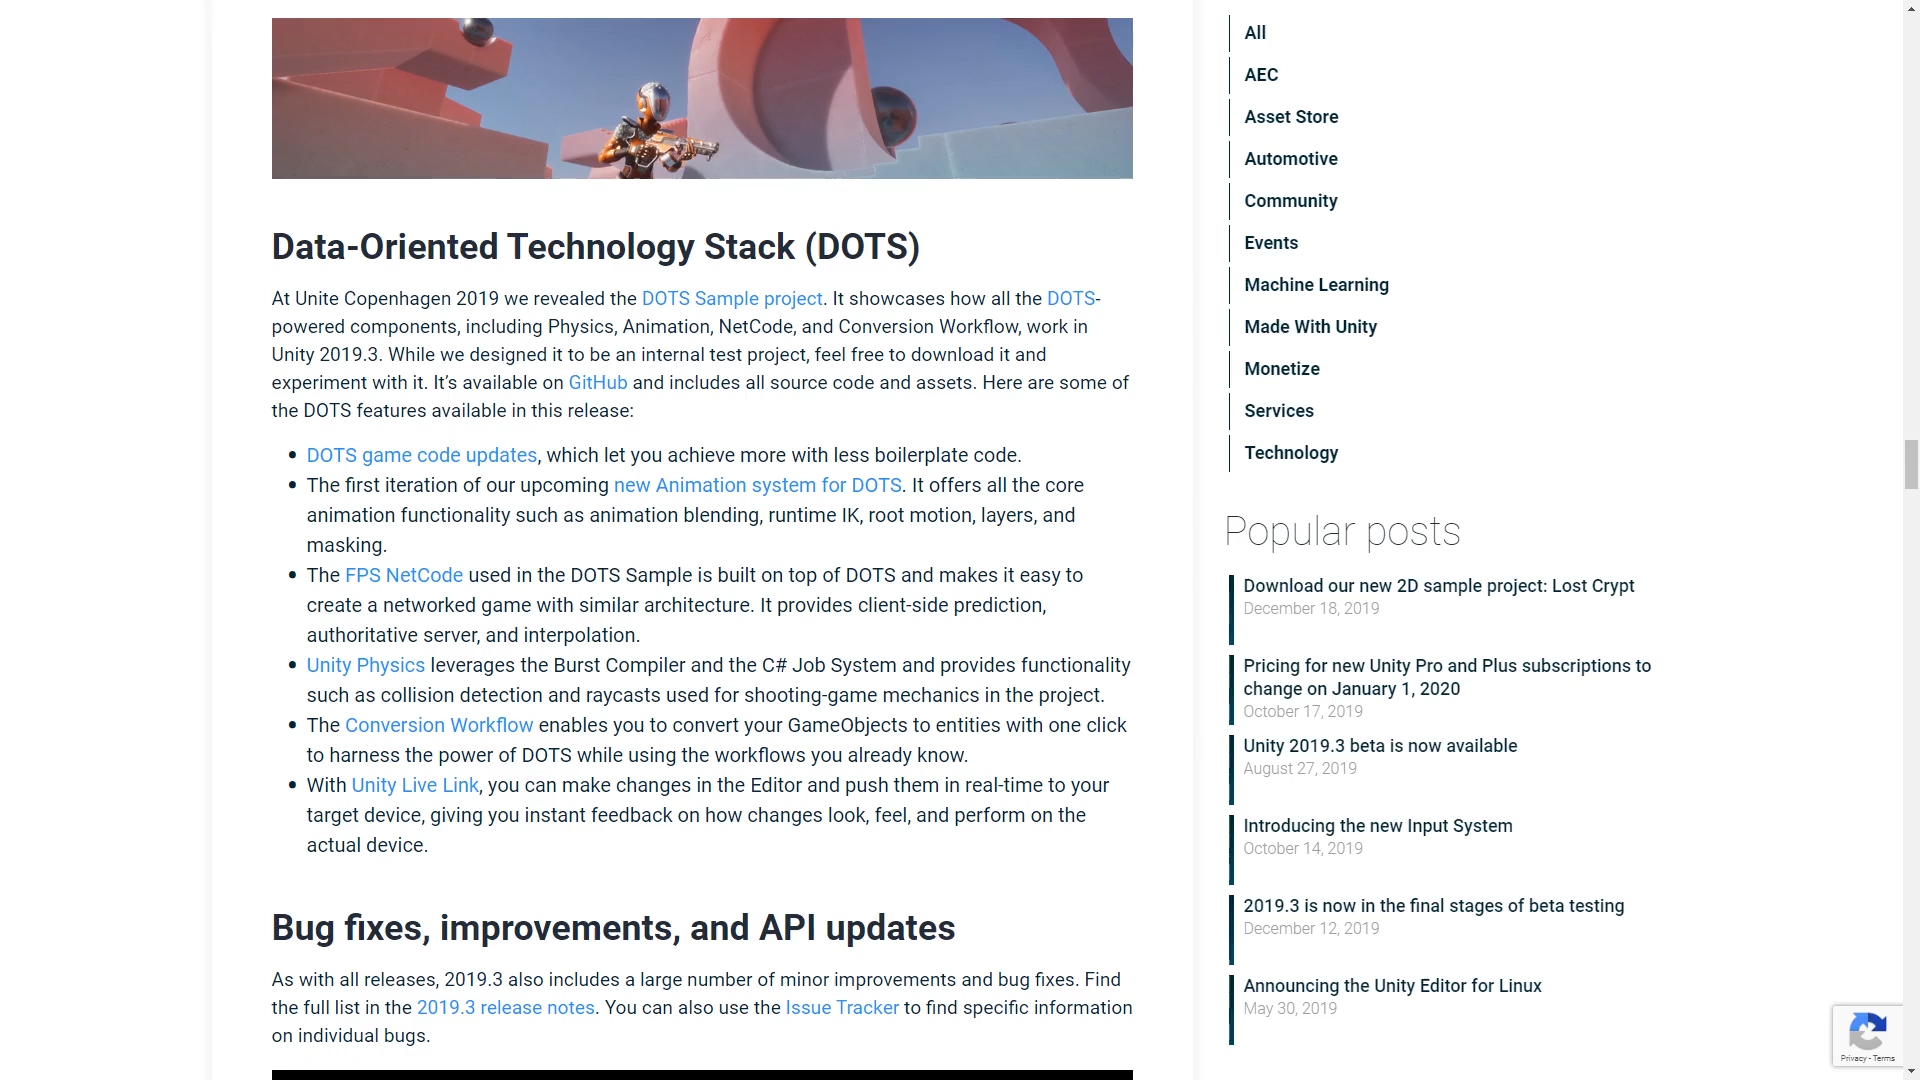 Data-Oriented Technology Stack (DOTS)
At Unite Copenhagen 2019 we revealed the DOTS Sample project. It showcases how all the DOTS-
powered components, including Physics, Animation, NetCode, and Conversion Workflow, work in
Unity 2019.3. While we designed it to be an internal test project, feel free to download it and
experiment with it. It’s available on GitHub and includes all source code and assets. Here are some of
the DOTS features available in this release:
• DOTS game code updates, which let you achieve more with less boilerplate code.
• The first iteration of our upcoming new Animation system for DOTS. It offers all the core
animation functionality such as animation blending, runtime IK, root motion, layers, and
masking.
• The FPS NetCode used in the DOTS Sample is built on top of DOTS and makes it easy to
create a networked game with similar architecture. It provides client-side prediction,
authoritative server, and interpolation.
• Unity Physics leverages the Burst Compiler and the C# Job System and provides functionality
such as collision detection and raycasts used for shooting-game mechanics in the project.
• The Conversion Workflow enables you to convert your GameObjects to entities with one click
to harness the power of DOTS while using the workflows you already know.
• With Unity Live Link, you can make changes in the Editor and push them in real-time to your
target device, giving you instant feedback on how changes look, feel, and perform on the
actual device.
Bug fixes, improvements, and API updates
As with all releases, 2019.3 also includes a large number of minor improvements and bug fixes. Find
the full list in the 2019.3 release notes. You can also use the Issue Tracker to find specific information
on individual bugs.
All
AEC
Asset Store
Automotive
Community
Events
Machine Learning
Made With Unity
Monetize
Services
Technology
Popular posts
Download our new 2D sample project: Lost Crypt
December 18, 2019
Pricing for new Unity Pro and Plus subscriptions to
change on January 1, 2020
October 17, 2019
Unity 2019.3 beta is now available
August 27, 2019
Introducing the new Input System
October 14, 2019
2019.3 is now in the final stages of beta testing
December 12, 2019
Announcing the Unity Editor for Linux
May 30, 2019
Privacy - Terms